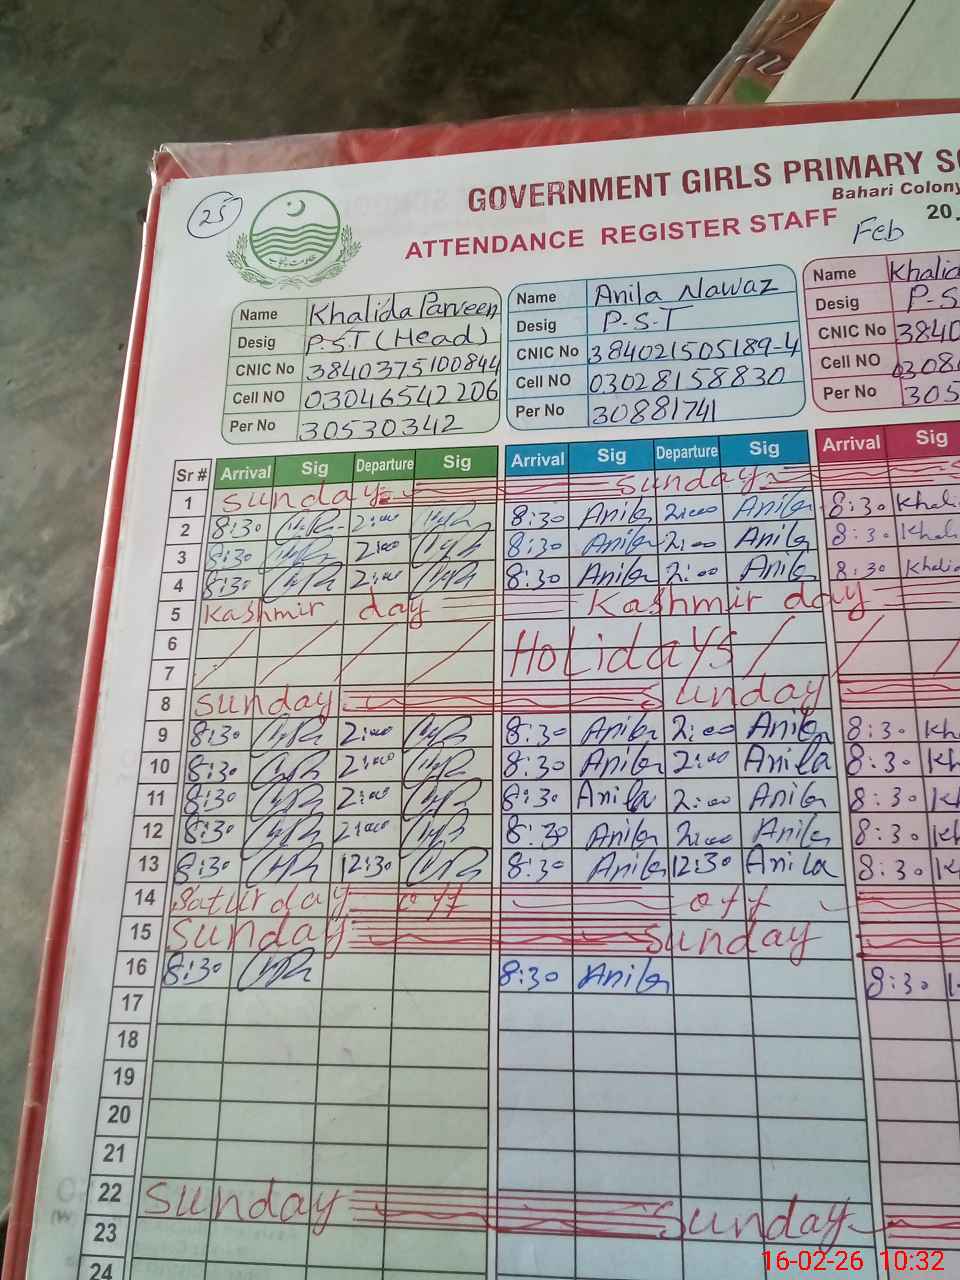 25
GOVERNMENT GIRLS PRIMARY
Bahari Colony
ATTENDANCE REGISTER STAFF Feb 20
Name Khalida Parveen
Desig P.S.T (Head)
CNIC No 3840375100844
Cell NO 03046542206
Per No 30530342
Name Anila Nawaz
Desig P.S.T
CNIC No 384021505189-4
Cell NO 03028158830
Per No 30881741
Name Khalid
Desig P-S
CNIC No 3840
Cell NO 0308
Per No 305
Sr # Arrival Sig Departure Sig Arrival Sig Departure Sig Arrival Sig
1 Sunday Sunday
2 8:30 2:00 8:30 Anila 2:00 Anila 8:30 Khali
3 8:30 2:00 8:30 Anila 2:00 Anila 8:30 Khali
4 8:30 2:00 8:30 Anila 2:00 Anila 8:30 Khalid
5 Kashmir day Kashmir day
6 Holidays
7
8 Sunday Sunday
9 8:30 2:00 8:30 Anila 2:00 Anila 8:30 Kh
10 8:30 2:00 8:30 Anila 2:00 Anila 8:30 Kh
11 8:30 2:00 8:30 Anila 2:00 Anila 8:30 Kh
12 8:30 2:00 8:30 Anila 2:00 Anila 8:30 Kh
13 8:30 12:30 8:30 Anila 12:30 Anila 8:30 Kh
14 Saturday off off
15 Sunday Sunday
16 8:30 8:30 Anila 8:30
17
18
19
20
21
22 Sunday Sunday
23
24
16-02-26 10:32